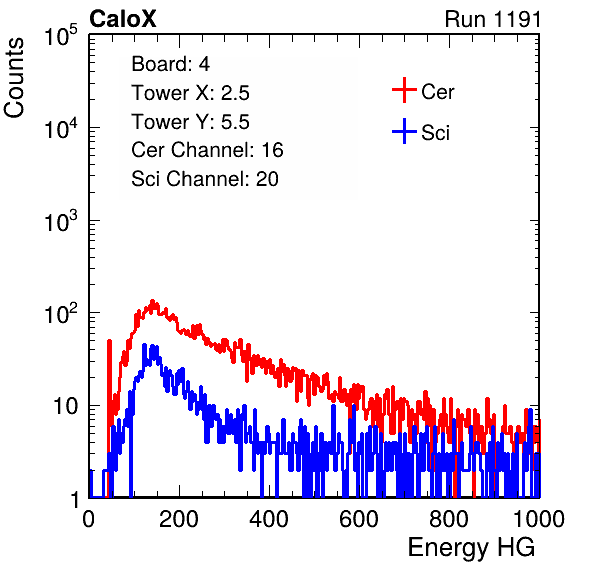 CaloX Run 1191
Counts
Board: 4
Tower X: 2.5
Tower Y: 5.5
Cer Channel: 16
Sci Channel: 20
Cer
Sci
10^5
10^4
10^3
10^2
10
1
0 200 400 600 800 1000
Energy HG